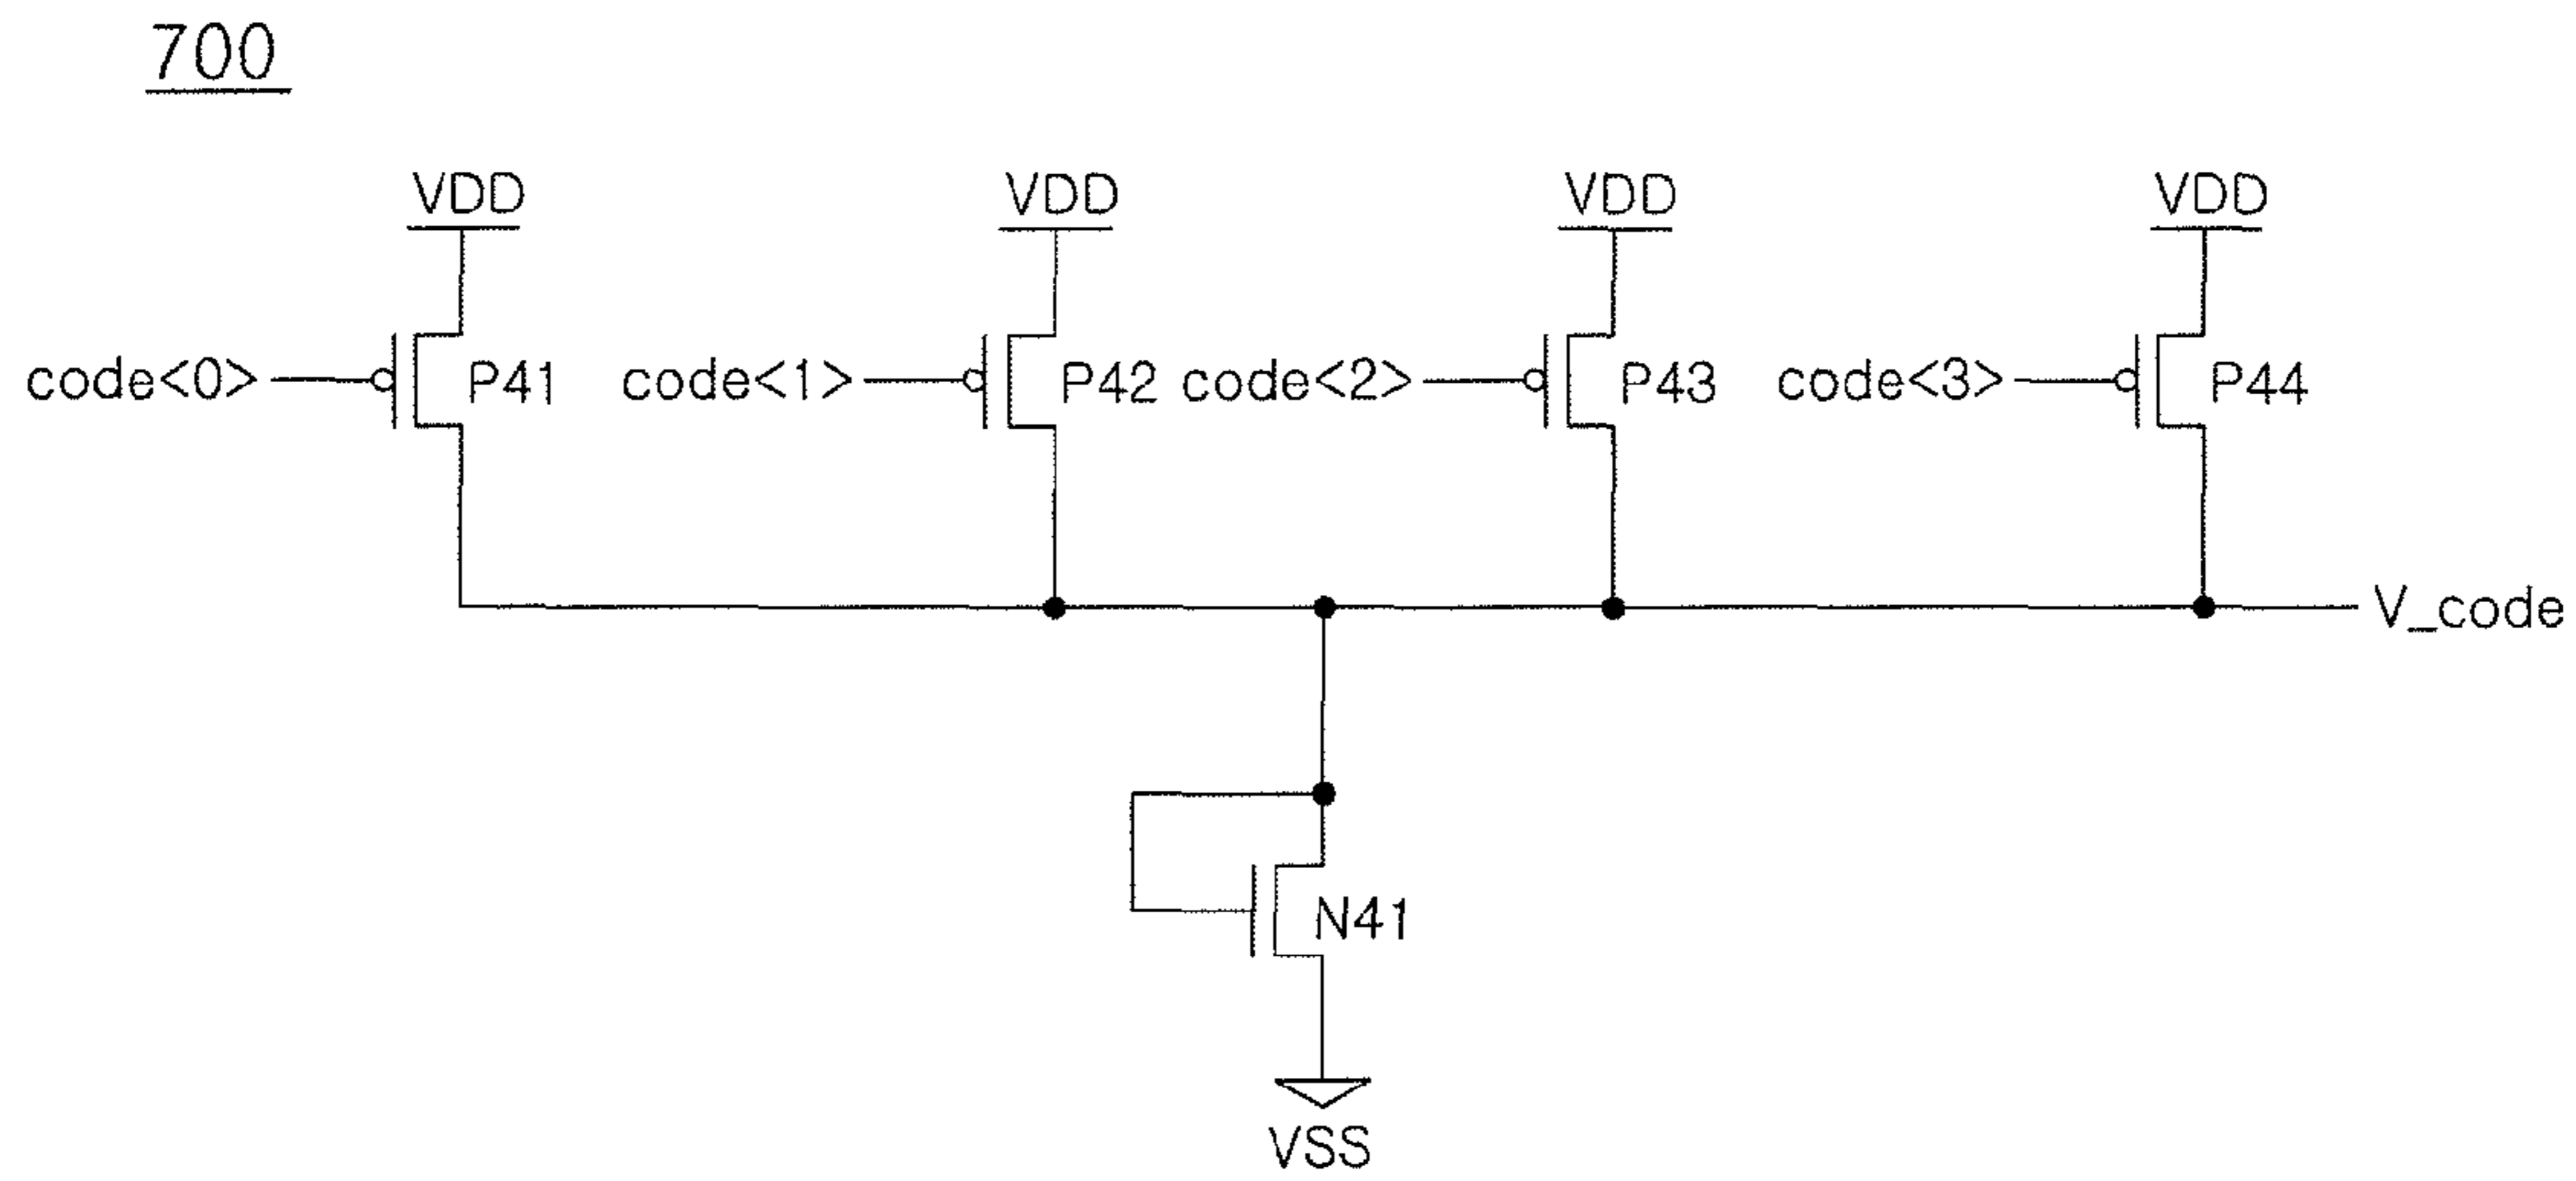 700
VDD VDD VDD VDD
code<0> P41 code<1> P42 code<2> P43 code<3> P44
V_code
N41
VSS